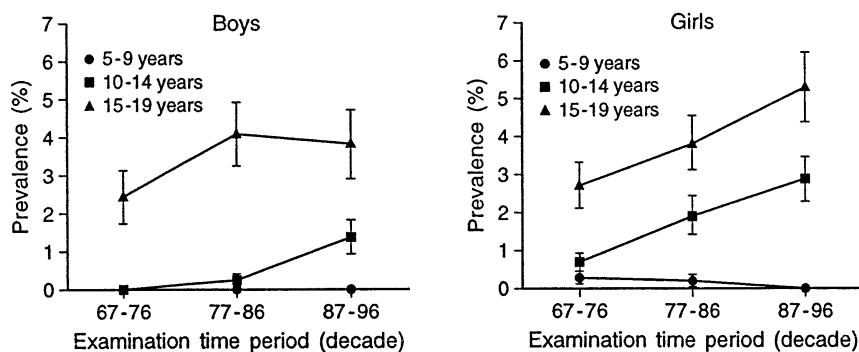 Boys
7
6
5
4
3
2
1
0
Prevalence (%)
5-9 years
10-14 years
15-19 years
67-76 77-86 87-96
Examination time period (decade)
Girls
7
6
5
4
3
2
1
0
Prevalence (%)
5-9 years
10-14 years
15-19 years
67-76 77-86 87-96
Examination time period (decade)